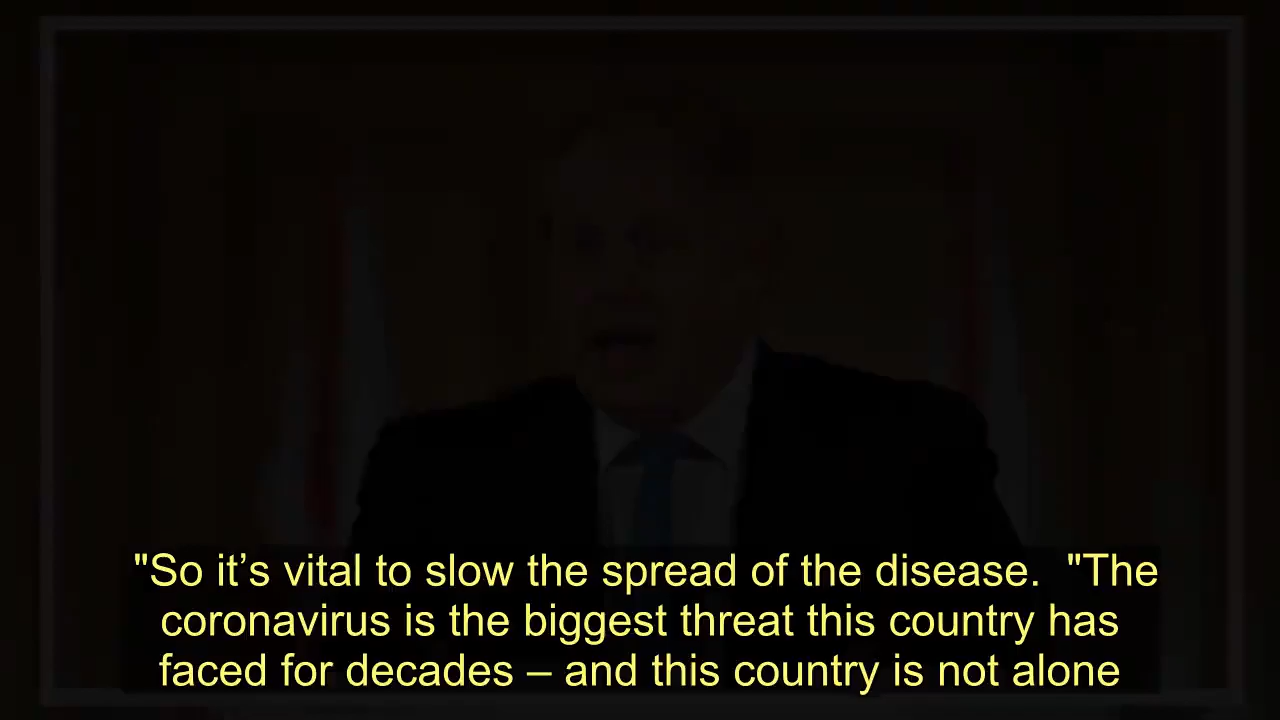 "So it’s vital to slow the spread of the disease.  "The
coronavirus is the biggest threat this country has
faced for decades – and this country is not alone